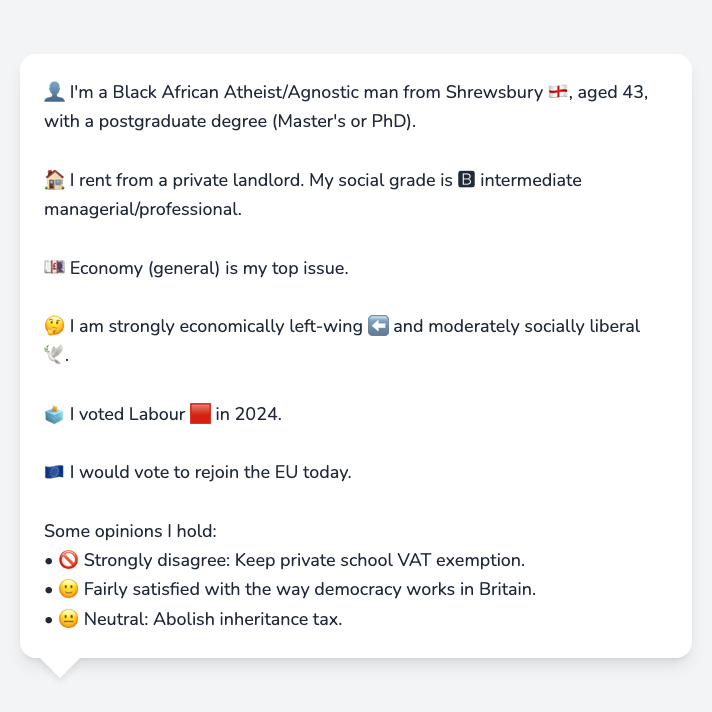 👤 I'm a Black African Atheist/Agnostic man from Shrewsbury 🏴󠁧󠁢󠁥󠁮󠁧󠁿, aged 43,
with a postgraduate degree (Master's or PhD).
🏠 I rent from a private landlord. My social grade is 🅱 intermediate
managerial/professional.
💷 Economy (general) is my top issue.
🤔 I am strongly economically left-wing ⬅️ and moderately socially liberal
🕊️.
🗳️ I voted Labour 🟥 in 2024.
🇪🇺 I would vote to rejoin the EU today.
Some opinions I hold:
• 🚫 Strongly disagree: Keep private school VAT exemption.
• 🙂 Fairly satisfied with the way democracy works in Britain.
• 😐 Neutral: Abolish inheritance tax.